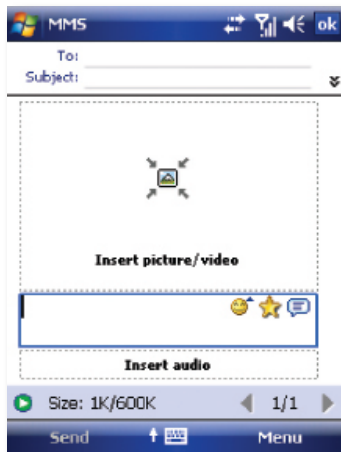 MMS ok
To:
Subject:
Insert picture/video
Insert audio
Size: 1K/600K 1/1
Send Menu